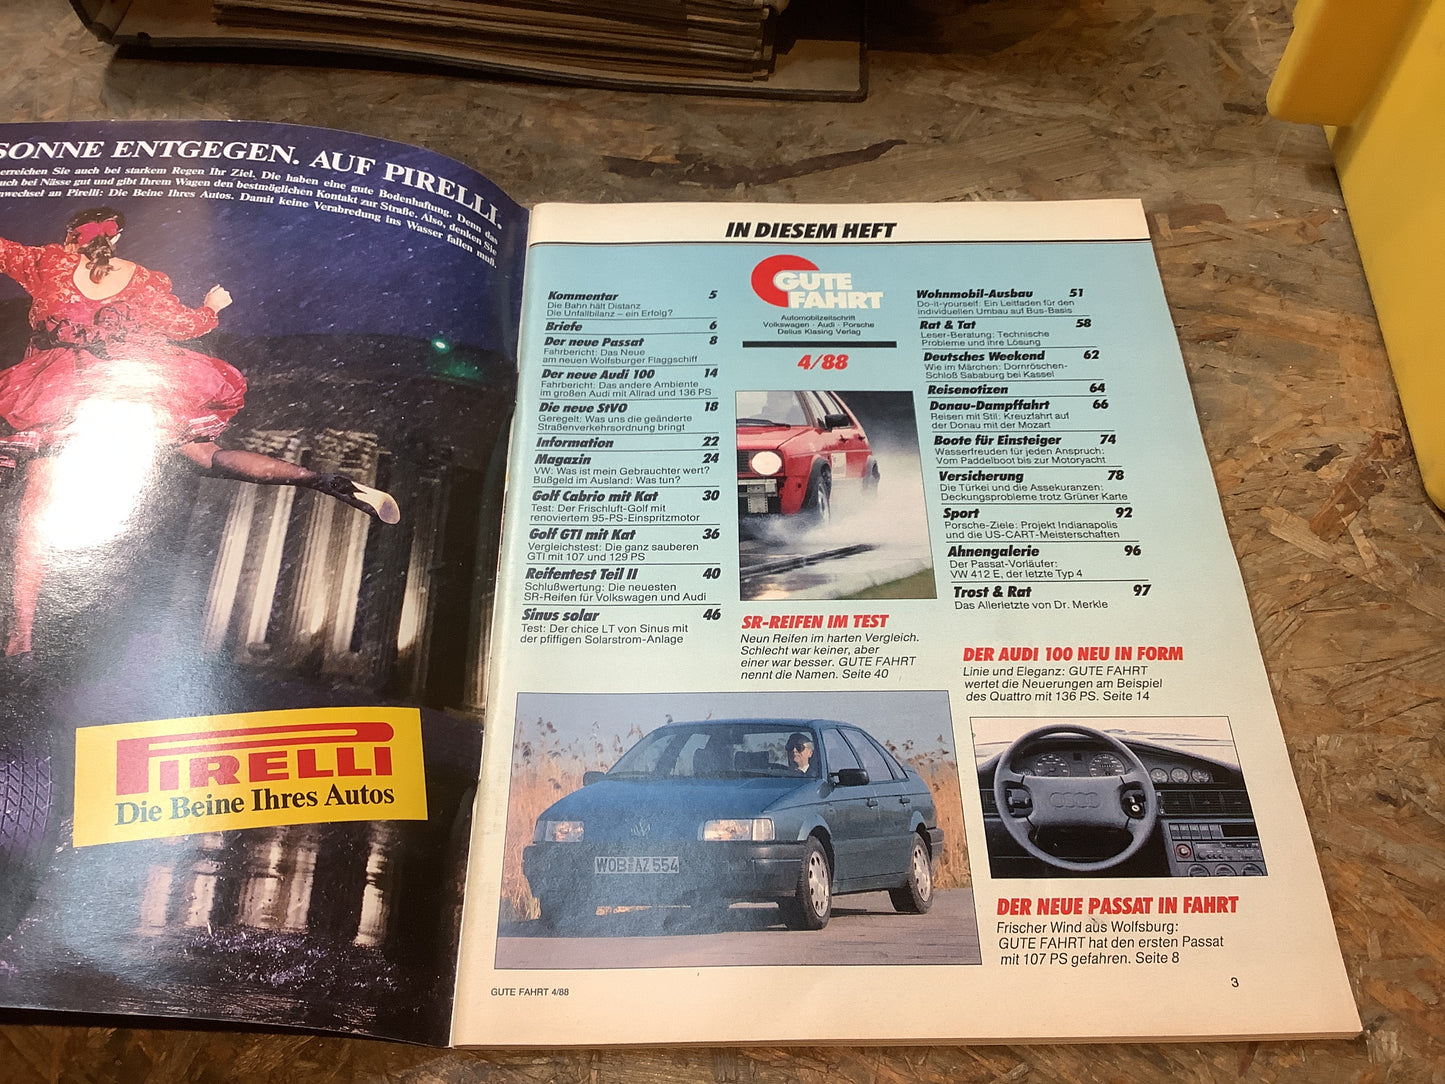 SONNE ENTGEGEN. AUF PIRELLI.
erreichen Sie auch bei starkem Regen Ihr Ziel. Die haben eine gute Bodenhaftung. Denn das
auch bei Nässe gut und gibt Ihrem Wagen den bestmöglichen Kontakt zur Straße. Also, denken Sie
an Pirelli: Die Beine Ihres Autos. Damit keine Verabredung ins Wasser fallen muß.
PIRELLI
Die Beine Ihres Autos
IN DIESEM HEFT
Kommentar 5
Die Bahn hält Distanz
Die Unfallbilanz – ein Erfolg?
Briefe 6
Der neue Passat 8
Fahrbericht: Das Neue
am neuen Wolfsburger Flaggschiff
Der neue Audi 100 14
Fahrbericht: Das andere Ambiente
im großen Audi mit Allrad und 136 PS
Die neue StVO 18
Geregelt: Was uns die geänderte
Straßenverkehrsordnung bringt
Information 22
Magazin 24
VW: Was ist mein Gebrauchter wert?
Bußgeld im Ausland: Was tun?
Golf Cabrio mit Kat 30
Test: Der Frischluft-Golf mit
renoviertem 95-PS-Einspritzmotor
Golf GTI mit Kat 36
Vergleichstest: Die ganz sauberen
GTI mit 107 und 129 PS
Reifentest Teil II 40
Schlußwertung: Die neuesten
SR-Reifen für Volkswagen und Audi
Sinus solar 46
Test: Der chice LT von Sinus mit
der pfiffigen Solarstrom-Anlage
GUTE
FAHRT
Automobilzeitschrift
Volkswagen · Audi · Porsche
Delius Klasing Verlag
4/88
SR-REIFEN IM TEST
Neun Reifen im harten Vergleich.
Schlecht war keiner, aber
einer war besser. GUTE FAHRT
nennt die Namen. Seite 40
Wohnmobil-Ausbau 51
Do-it-yourself: Ein Leitfaden für den
individuellen Umbau auf Bus-Basis
Rat & Tat 58
Leser-Beratung: Technische
Probleme und ihre Lösung
Deutsches Weekend 62
Wie im Märchen: Dornröschen-
Schloß Sababurg bei Kassel
Reisenotizen 64
Donau-Dampffahrt 66
Reisen mit Stil: Kreuzfahrt auf
der Donau mit der Mozart
Boote für Einsteiger 74
Wasserfreuden für jeden Anspruch:
Vom Paddelboot bis zur Motoryacht
Versicherung 78
Die Türkei und die Assekuranzen:
Deckungsprobleme trotz Grüner Karte
Sport 92
Porsche-Ziele: Projekt Indianapolis
und die US-CART-Meisterschaften
Ahnengalerie 96
Der Passat-Vorläufer:
VW 412 E, der letzte Typ 4
Trost & Rat 97
Das Allerletzte von Dr. Merkle
DER AUDI 100 NEU IN FORM
Linie und Eleganz: GUTE FAHRT
wertet die Neuerungen am Beispiel
des Quattro mit 136 PS. Seite 14
WOB AZ 554
DER NEUE PASSAT IN FAHRT
Frischer Wind aus Wolfsburg:
GUTE FAHRT hat den ersten Passat
mit 107 PS gefahren. Seite 8
GUTE FAHRT 4/88
3